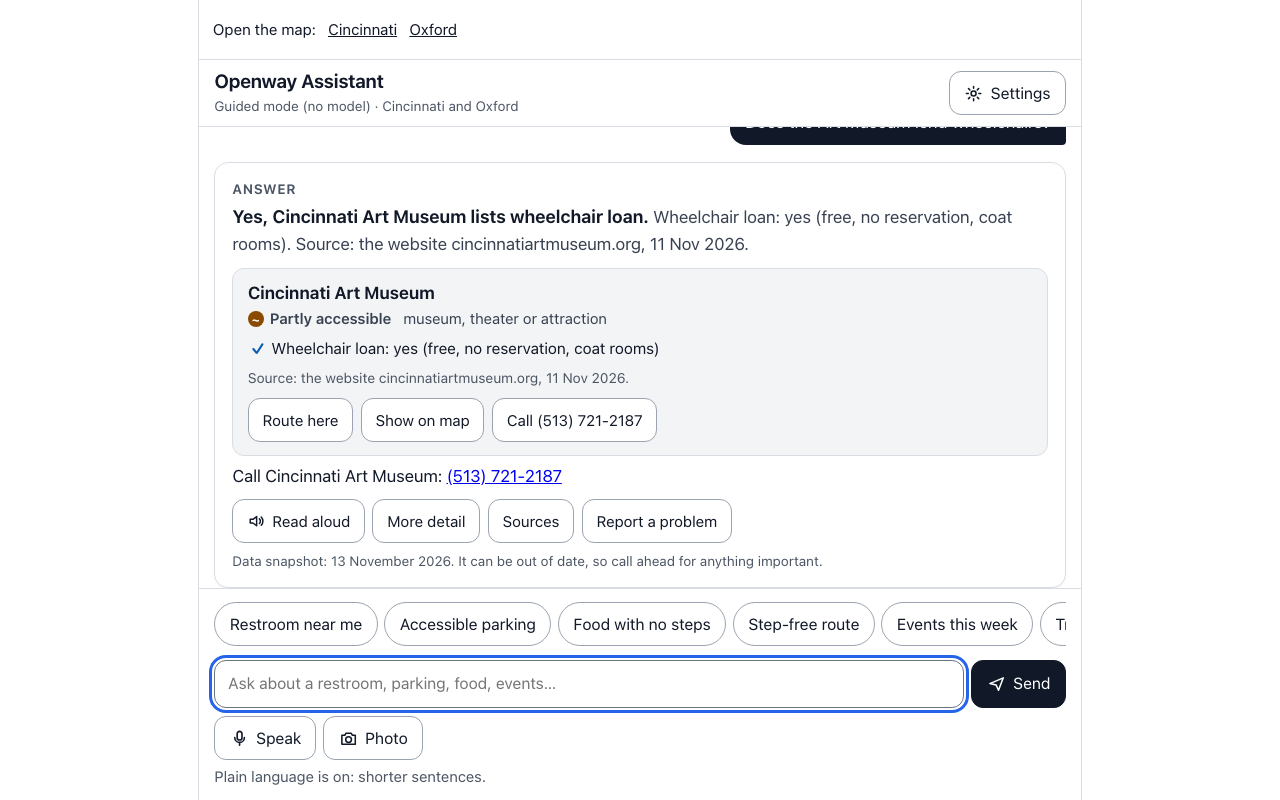 Open the map: Cincinnati Oxford
Openway Assistant
Guided mode (no model) · Cincinnati and Oxford
Settings
ANSWER
Yes, Cincinnati Art Museum lists wheelchair loan. Wheelchair loan: yes (free, no reservation, coat
rooms). Source: the website cincinnatiartmuseum.org, 11 Nov 2026.
Cincinnati Art Museum
~ Partly accessible museum, theater or attraction
Wheelchair loan: yes (free, no reservation, coat rooms)
Source: the website cincinnatiartmuseum.org, 11 Nov 2026.
Route here Show on map Call (513) 721-2187
Call Cincinnati Art Museum: (513) 721-2187
Read aloud More detail Sources Report a problem
Data snapshot: 13 November 2026. It can be out of date, so call ahead for anything important.
Restroom near me Accessible parking Food with no steps Step-free route Events this week
Ask about a restroom, parking, food, events...
Send
Speak Photo
Plain language is on: shorter sentences.